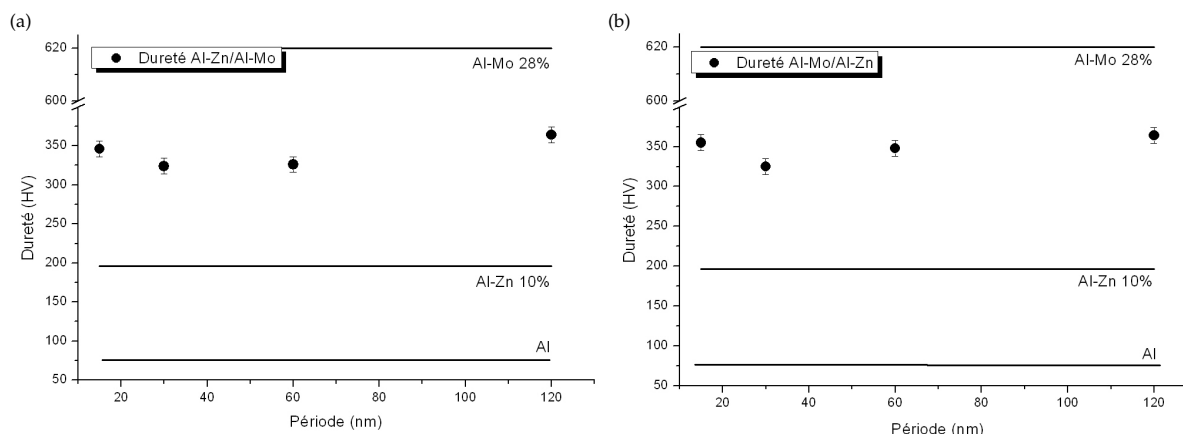 (a)
620
Dureté Al-Zn/Al-Mo
Al-Mo 28%
600
350
300
250
200
150
100
50
Dureté (HV)
Al-Zn 10%
Al
20
40
60
80
100
120
Période (nm)
(b)
620
Dureté Al-Mo/Al-Zn
Al-Mo 28%
600
350
300
250
200
150
100
50
Dureté (HV)
Al-Zn 10%
Al
20
40
60
80
100
120
Période (nm)